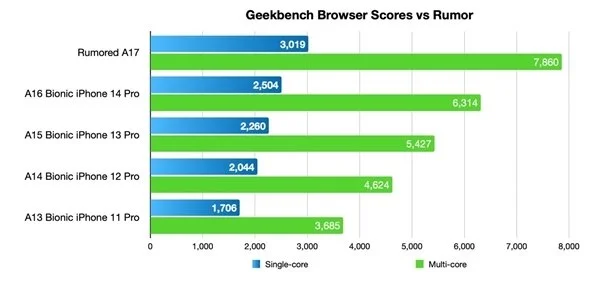 Geekbench Browser Scores vs Rumor
Rumored A17
3,019
7,860
A16 Bionic iPhone 14 Pro
2,504
6,314
A15 Bionic iPhone 13 Pro
2,260
5,427
A14 Bionic iPhone 12 Pro
2,044
4,624
A13 Bionic iPhone 11 Pro
1,706
3,685
0 1,000 2,000 3,000 4,000 5,000 6,000 7,000 8,000
Single-core Multi-core